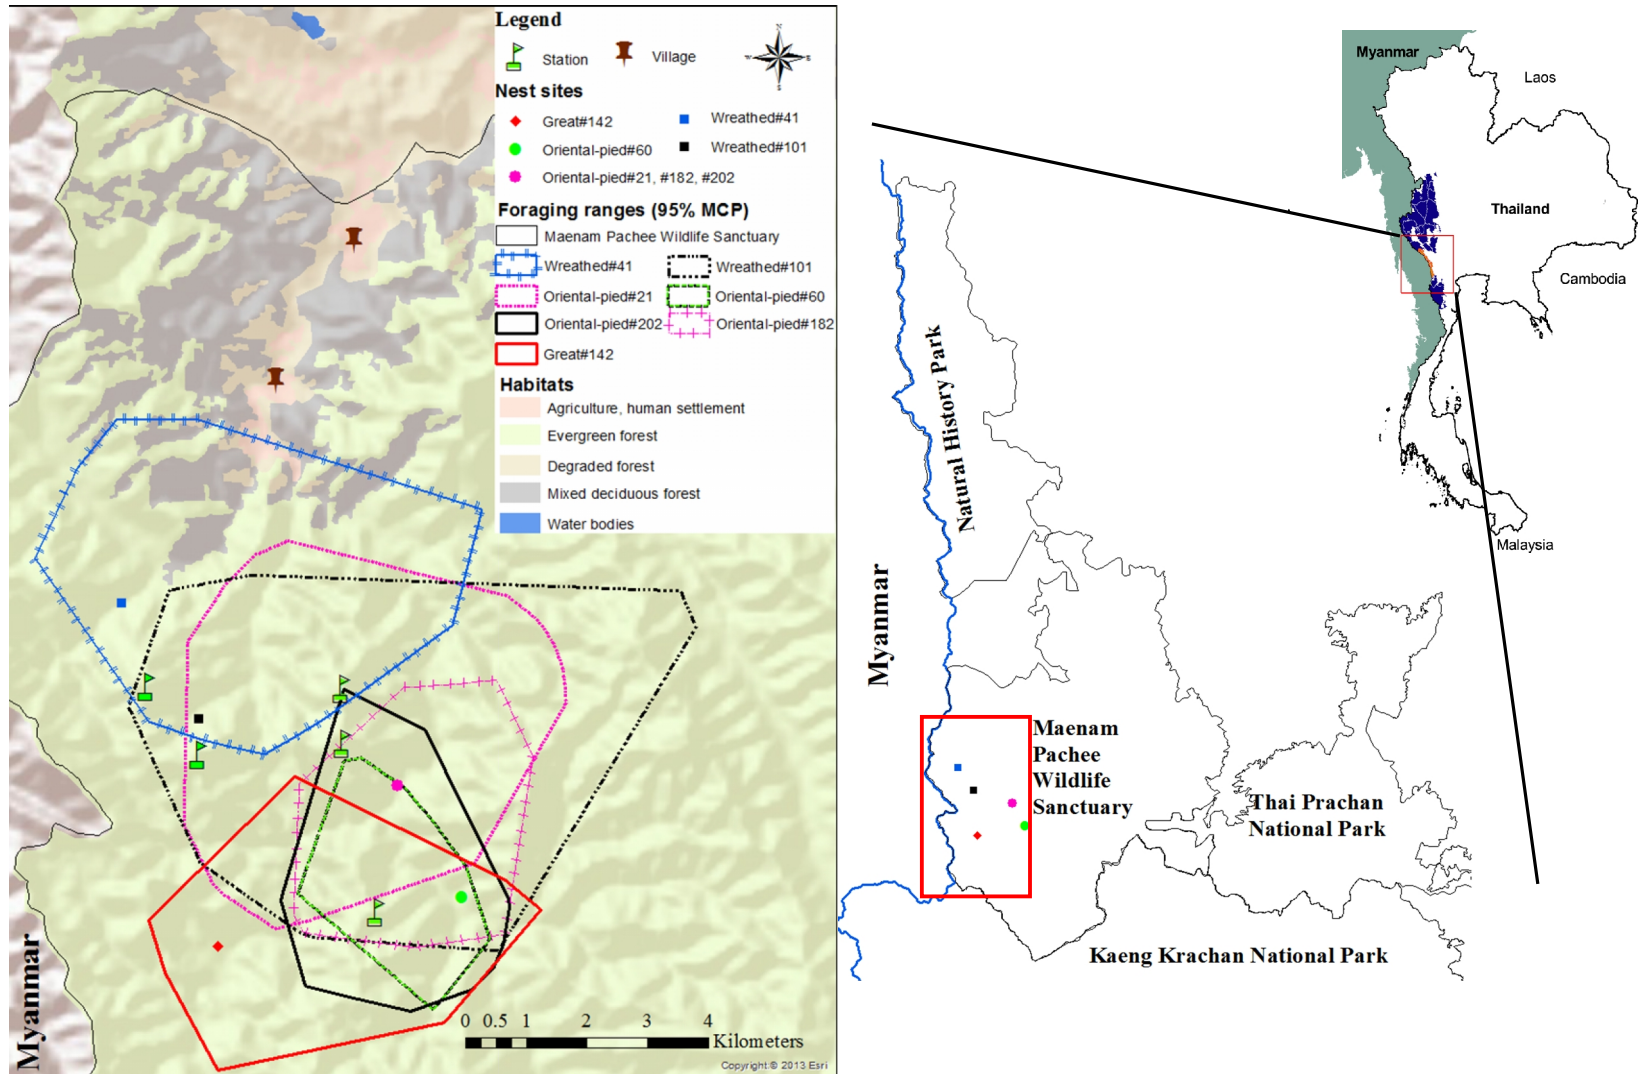 Legend
Station
Village
N
W
E
S
Nest sites
Great#142
Wreathed#41
Oriental-pied#60
Wreathed#101
Oriental-pied#21, #182, #202
Foraging ranges (95% MCP)
Maenam Pachee Wildlife Sanctuary
Wreathed#41
Wreathed#101
Oriental-pied#21
Oriental-pied#60
Oriental-pied#202
Oriental-pied#182
Great#142
Habitats
Agriculture, human settlement
Evergreen forest
Degraded forest
Mixed deciduous forest
Water bodies
Myanmar
0 0.5 1 2 3 4
Kilometers
Copyright:© 2013 Esri
Myanmar
Laos
Thailand
Cambodia
Malaysia
Natural History Park
Myanmar
Maenam
Pachee
Wildlife
Sanctuary
Thai Prachan
National Park
Kaeng Krachan National Park